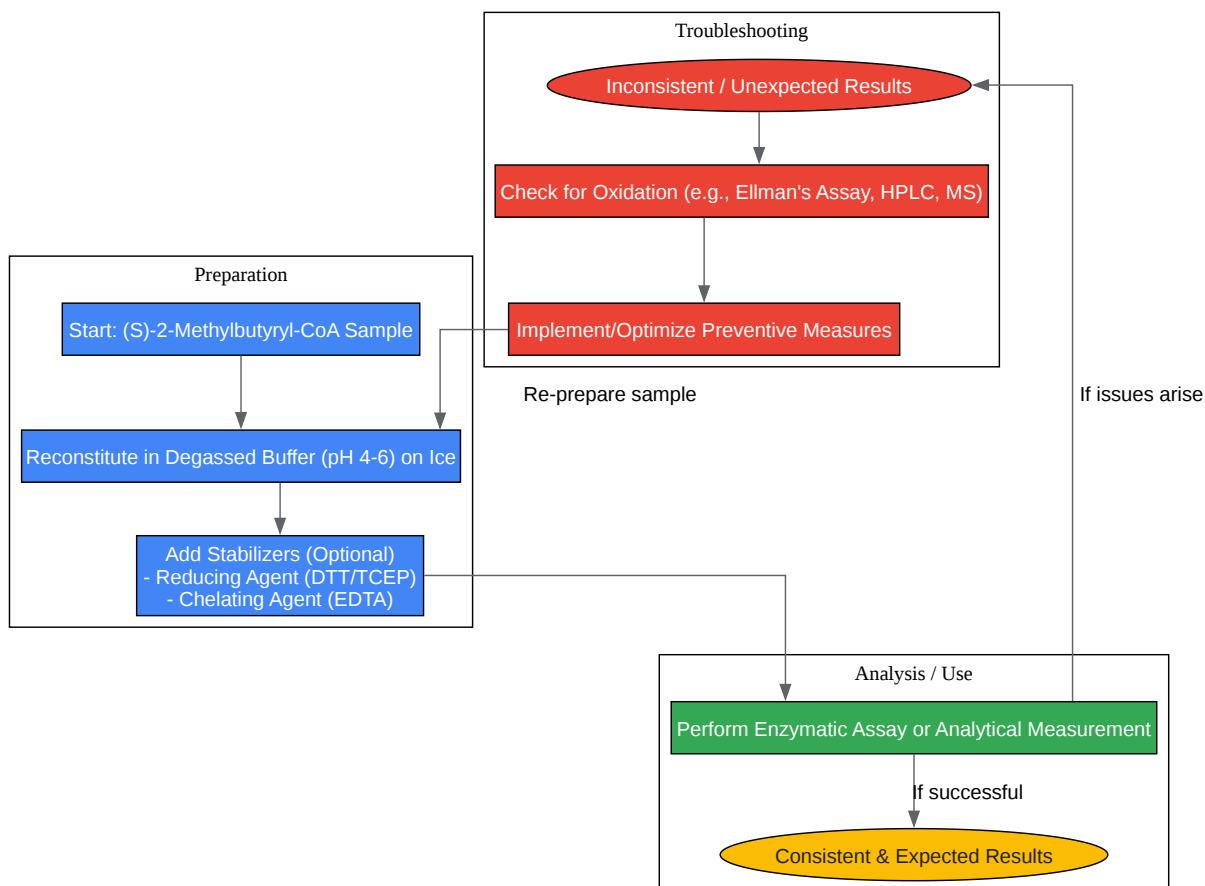 Troubleshooting
Inconsistent / Unexpected Results
Check for Oxidation (e.g., Ellman's Assay, HPLC, MS)
Implement/Optimize Preventive Measures
Preparation
Start: (S)-2-Methylbutyryl-CoA Sample
Reconstitute in Degassed Buffer (pH 4-6) on Ice
Add Stabilizers (Optional)
- Reducing Agent (DTT/TCEP)
- Chelating Agent (EDTA)
Re-prepare sample
If issues arise
Analysis / Use
Perform Enzymatic Assay or Analytical Measurement
If successful
Consistent & Expected Results